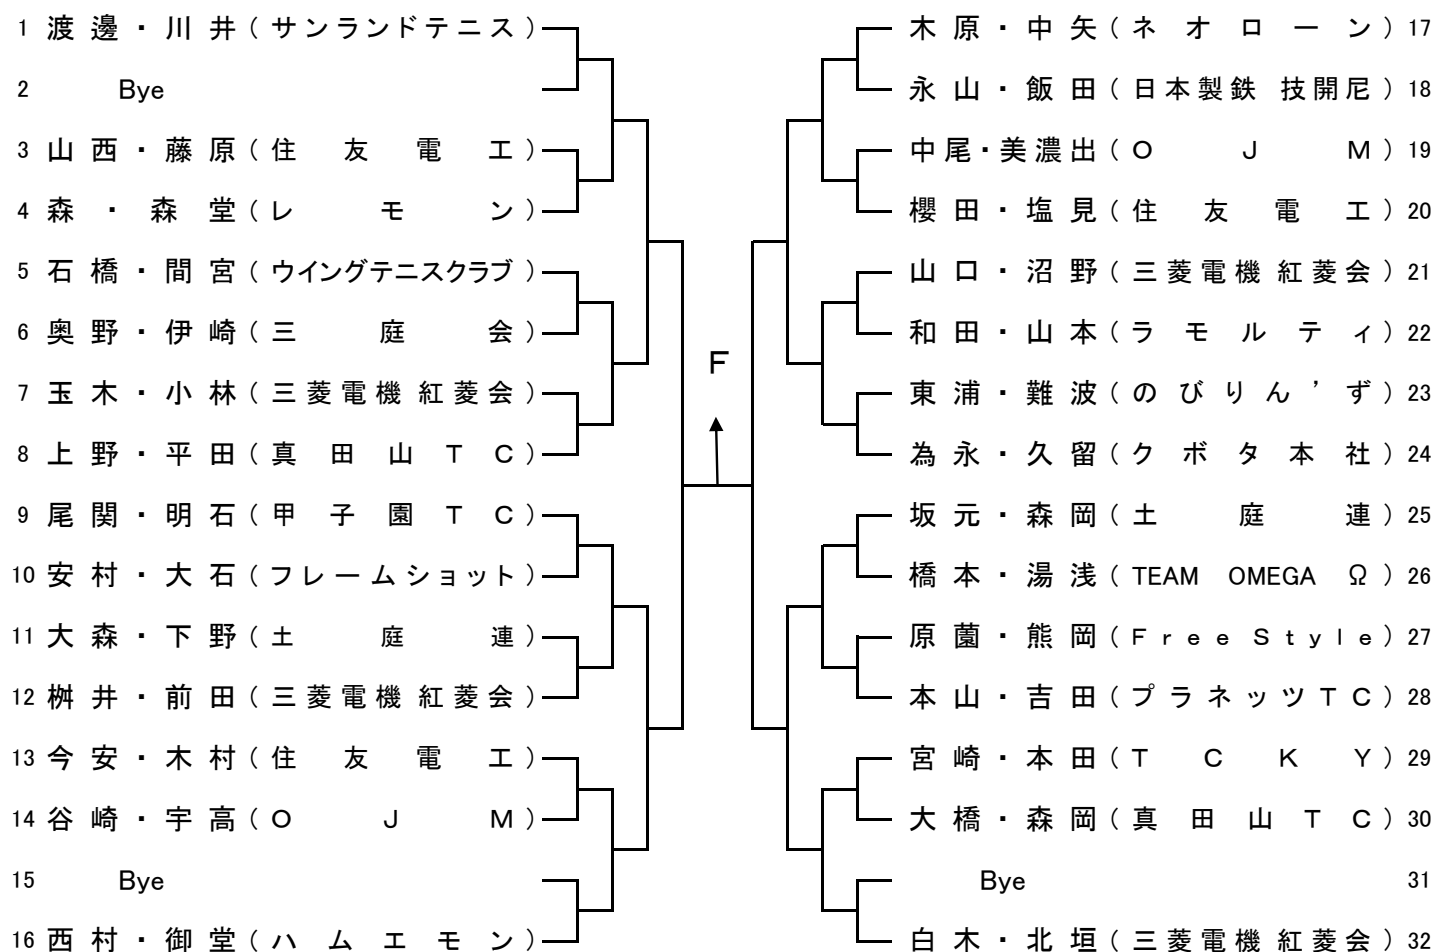 1 渡邊・川井(サンランドテニス)
2 Bye
3 山西・藤原(住友電工)
4 森・森堂(レモン)
5 石橋・間宮(ウイングテニスクラブ)
6 奥野・伊崎(三庭会)
7 玉木・小林(三菱電機 紅菱会)
8 上野・平田(真田山TC)
9 尾関・明石(甲子園TC)
10 安村・大石(フレームショット)
11 大森・下野(土庭連)
12 桝井・前田(三菱電機 紅菱会)
13 今安・木村(住友電工)
14 谷崎・宇高(OJM)
15 Bye
16 西村・御堂(ハムエモン)
F
木原・中矢(ネオローン) 17
永山・飯田(日本製鉄 技開尼) 18
中尾・美濃出(OJM) 19
櫻田・塩見(住友電工) 20
山口・沼野(三菱電機 紅菱会) 21
和田・山本(ラモルティ) 22
東浦・難波(のびりん’ず) 23
為永・久留(クボタ本社) 24
坂元・森岡(土庭連) 25
橋本・湯浅(TEAM OMEGA Ω) 26
原薗・熊岡(Free Style) 27
本山・吉田(プラネッツTC) 28
宮崎・本田(TCKY) 29
大橋・森岡(真田山TC) 30
Bye 31
白木・北垣(三菱電機 紅菱会) 32